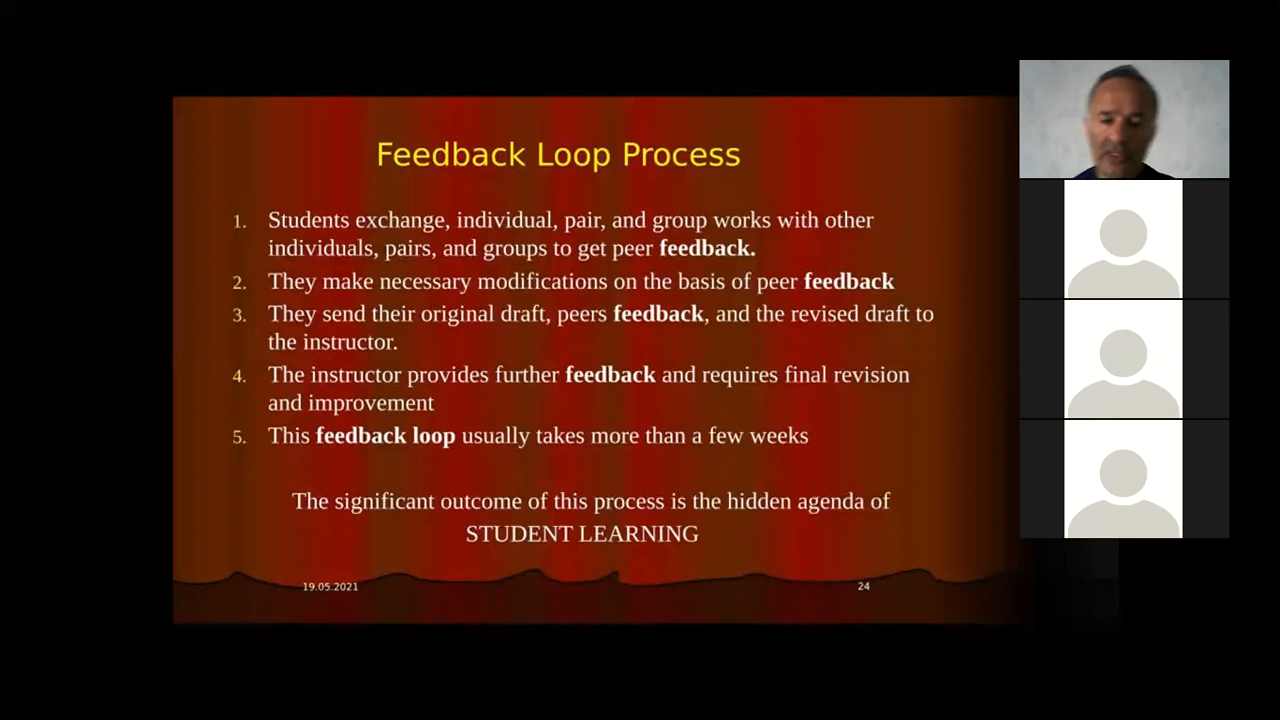 Feedback Loop Process
1. Students exchange, individual, pair, and group works with other
individuals, pairs, and groups to get peer feedback.
2. They make necessary modifications on the basis of peer feedback
3. They send their original draft, peers feedback, and the revised draft to
the instructor.
4. The instructor provides further feedback and requires final revision
and improvement
5. This feedback loop usually takes more than a few weeks
The significant outcome of this process is the hidden agenda of
STUDENT LEARNING
19.05.2021
24